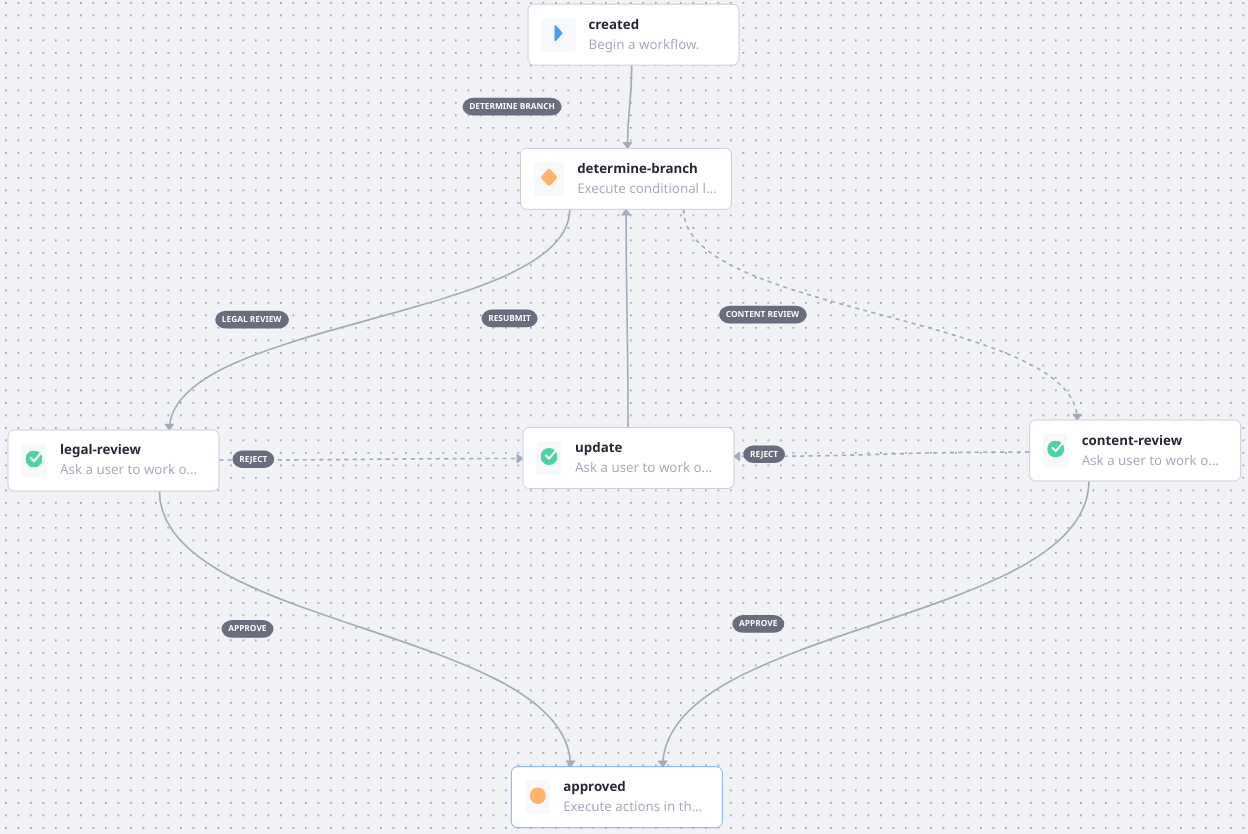 created
Begin a workflow.
DETERMINE BRANCH
determine-branch
Execute conditional l...
LEGAL REVIEW
RESUBMIT
CONTENT REVIEW
legal-review
Ask a user to work o...
REJECT
update
Ask a user to work o...
REJECT
content-review
Ask a user to work o...
APPROVE
APPROVE
approved
Execute actions in th...